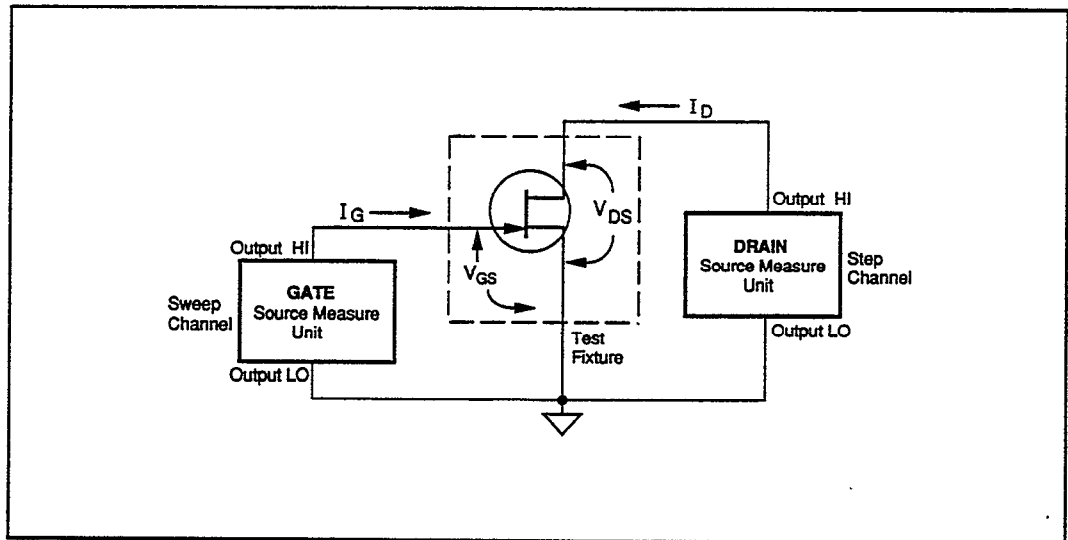 I_D
Output HI
I_G
V_DS
DRAIN
Source Measure
Unit
Step
Channel
Output HI
V_GS
GATE
Source Measure
Unit
Sweep
Channel
Output LO
Test
Fixture
Output LO